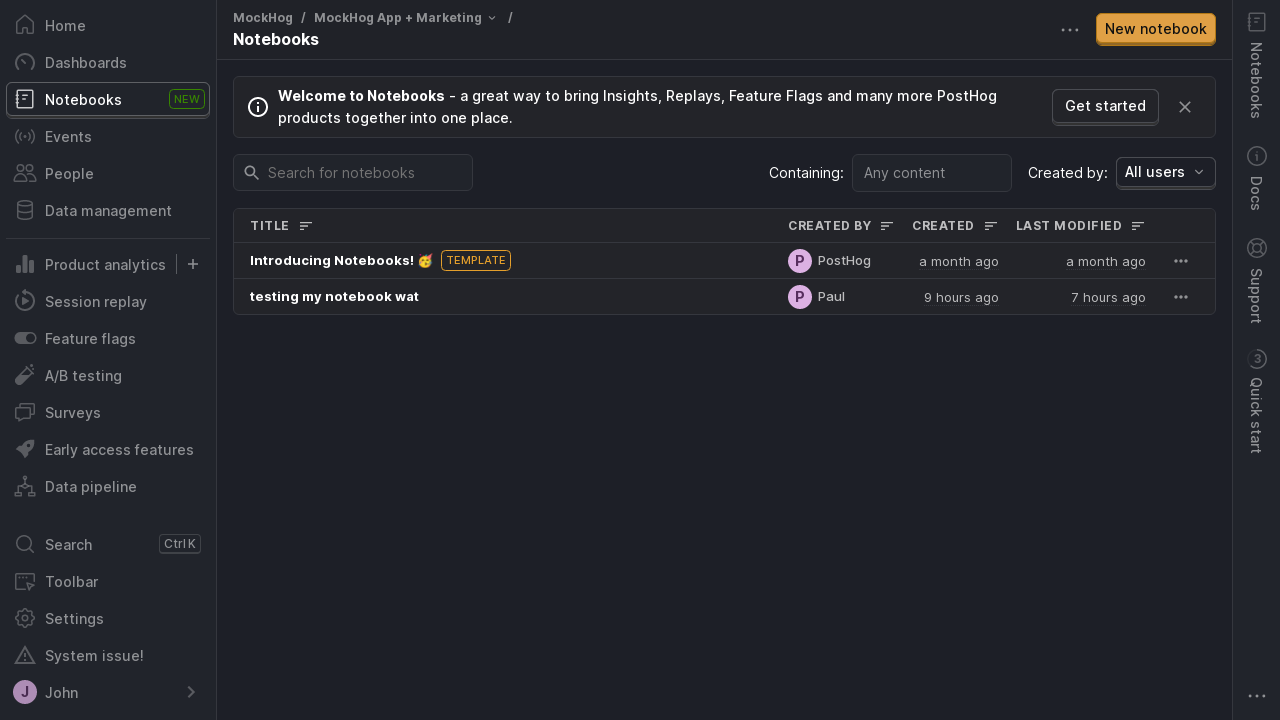 Home
Dashboards
Notebooks NEW
Events
People
Data management
Product analytics
Session replay
Feature flags
A/B testing
Surveys
Early access features
Data pipeline
Search Ctrl K
Toolbar
Settings
System issue!
J John
MockHog / MockHog App + Marketing /
Notebooks
New notebook
Welcome to Notebooks - a great way to bring Insights, Replays, Feature Flags and many more PostHog
products together into one place.
Get started
Search for notebooks
Containing: Any content Created by: All users
TITLE CREATED BY CREATED LAST MODIFIED
Introducing Notebooks! 🥳 TEMPLATE P PostHog a month ago a month ago
testing my notebook wat P Paul 9 hours ago 7 hours ago
Notebooks
Docs
Support
3 Quick start